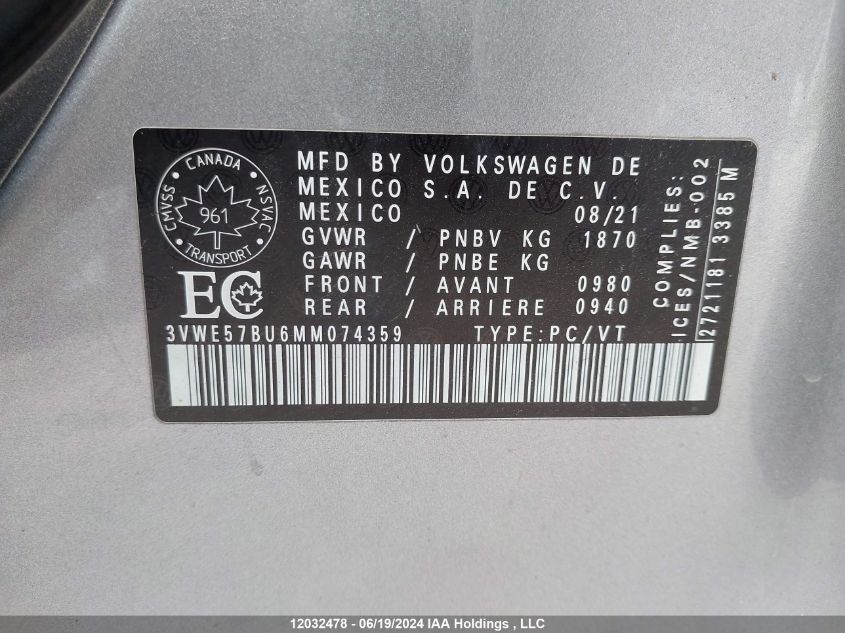 CANADA
CMVSS NSVAC
961
TRANSPORT
EC
MFD BY VOLKSWAGEN DE
MEXICO S.A. DE C.V.
MEXICO 08/21
GVWR / PNBV KG 1870
GAWR / PNBE KG
FRONT / AVANT 0980
REAR / ARRIERE 0940
3VWE57BU6MM074359 TYPE:PC/VT
COMPLIES:
ICES/NMB-002
2721181 3385 M
12032478 - 06/19/2024 IAA Holdings , LLC